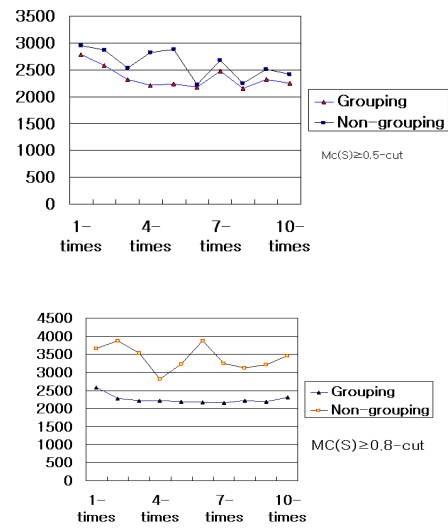 3500
3000
2500
2000
1500
1000
500
0
1- 4- 7- 10-
times times times times
Grouping
Non-grouping
Mc(S)≥0.5-cut
4500
4000
3500
3000
2500
2000
1500
1000
500
0
1- 4- 7- 10-
times times times times
Grouping
Non-grouping
MC(S)≥0.8-cut